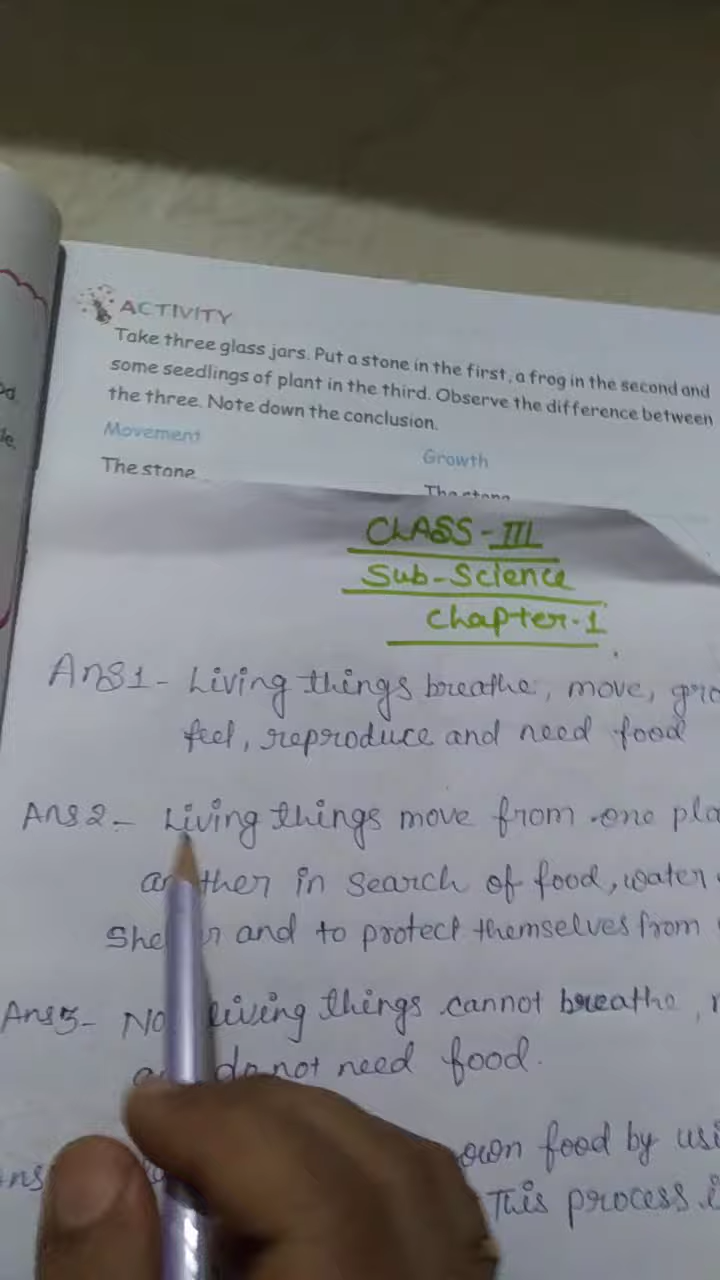 ACTIVITY
Take three glass jars. Put a stone in the first, a frog in the second and
some seedlings of plant in the third. Observe the difference between
the three. Note down the conclusion.
Movement
Growth
The stone
The stone
CLASS-III
Sub-Science
Chapter-1
Ans1- Living things breathe, move,
feel, reproduce and need food
Ans2- Living things move from one
in search of food, water
and to protect themselves from
Ans3- living things cannot breathe,
do not need food.
own food by
This process